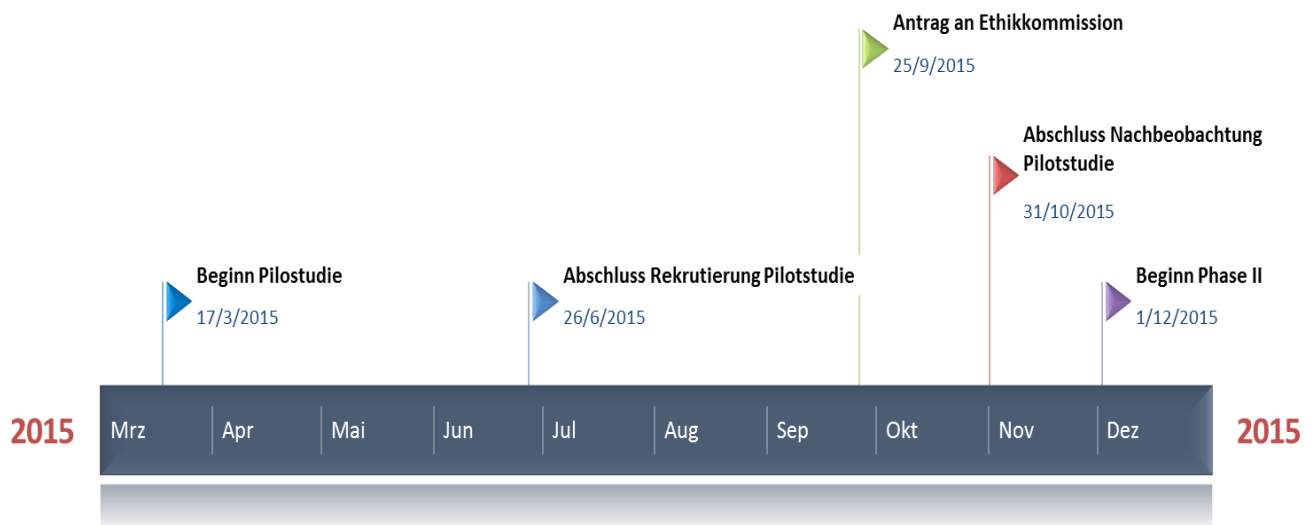 Antrag an Ethikkommission
25/9/2015
Abschluss Nachbeobachtung
Pilotstudie
31/10/2015
Beginn Pilostudie
17/3/2015
Abschluss Rekrutierung Pilotstudie
26/6/2015
Beginn Phase II
1/12/2015
2015 Mrz Apr Mai Jun Jul Aug Sep Okt Nov Dez 2015